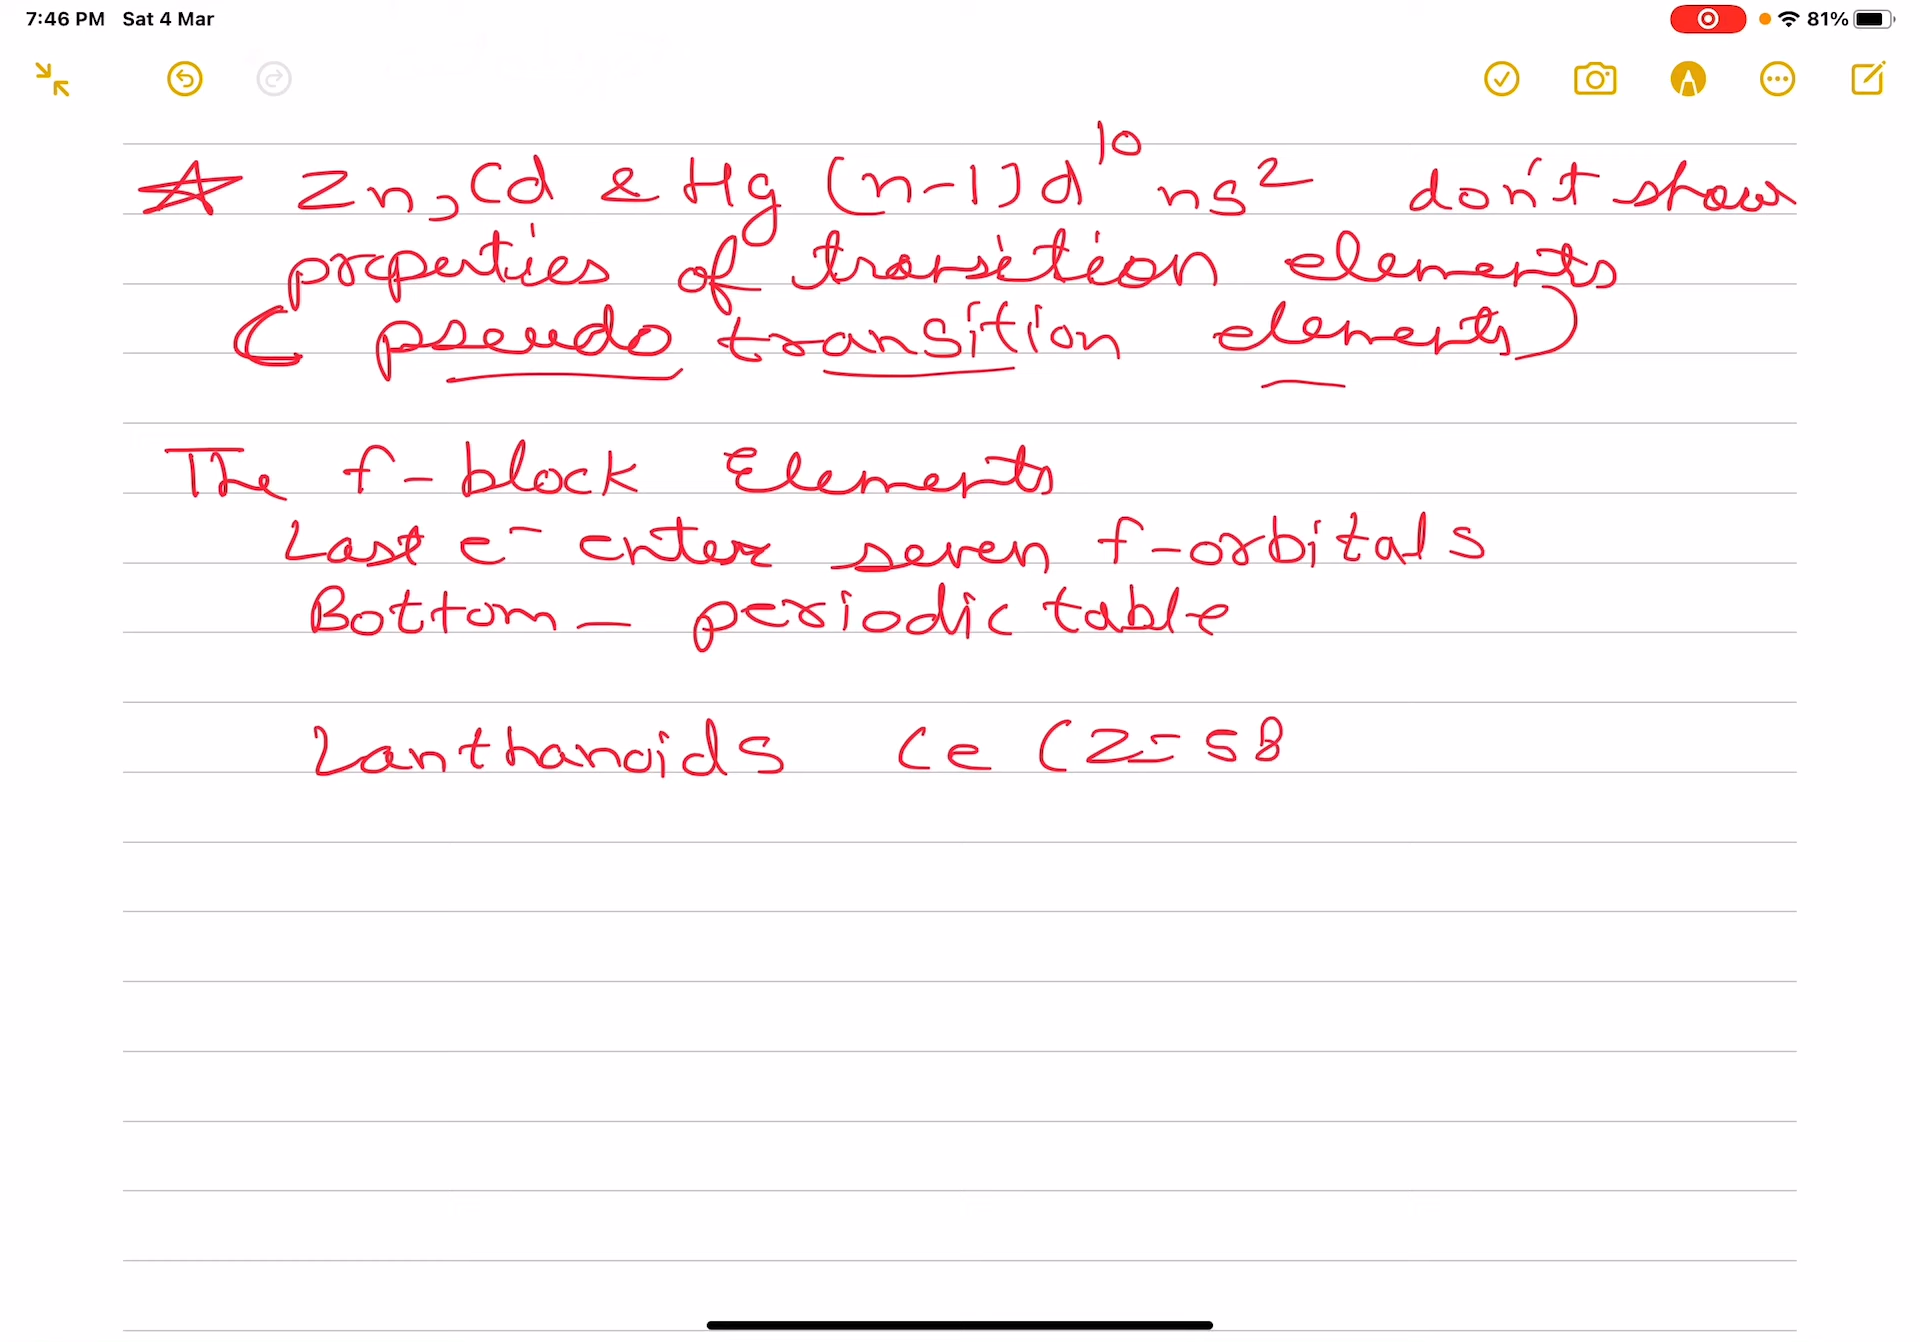 7:46 PM Sat 4 Mar 81%
☆ Zn, Cd & Hg (n-1)d¹⁰ ns² don't show
properties of transition elements
( pseudo transition elements)
The f-block Elements
Last e⁻ enter seven f-orbitals
Bottom - periodic table
Lanthanoids Ce (Z=58